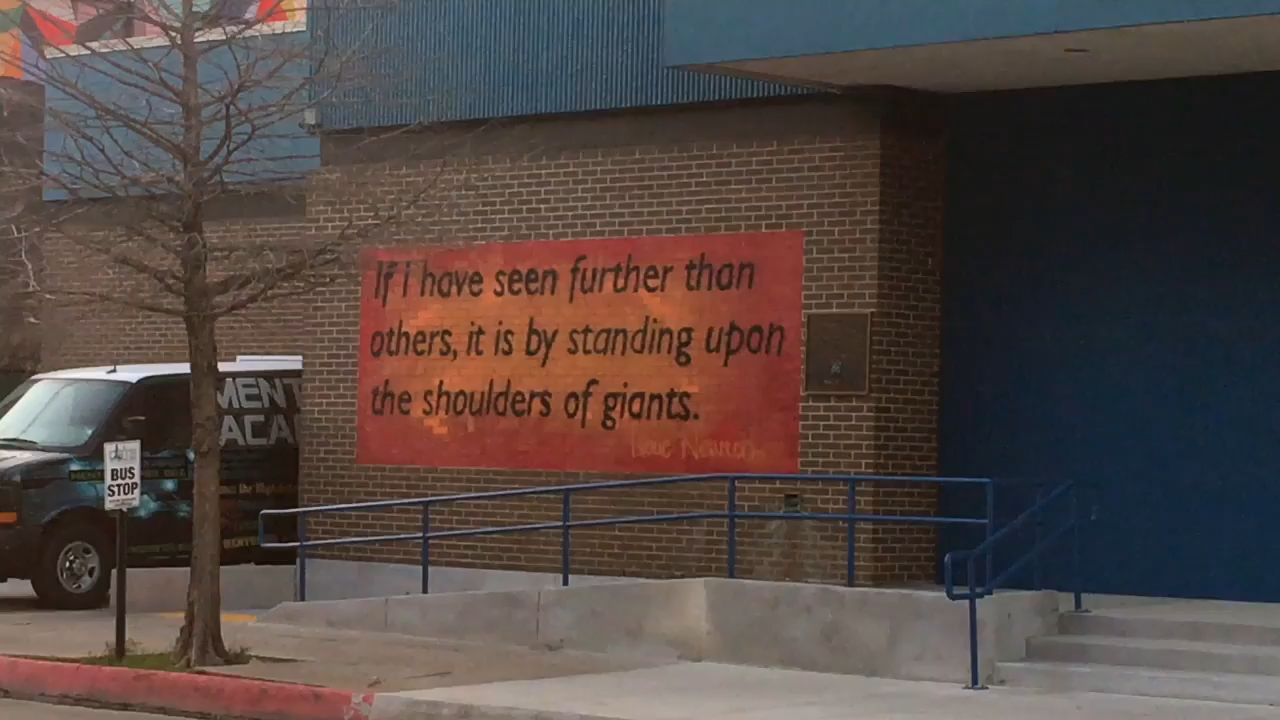 If i have seen further than
others, it is by standing upon
the shoulders of giants.
Isaac Newton
BUS
STOP
MENT
ACA